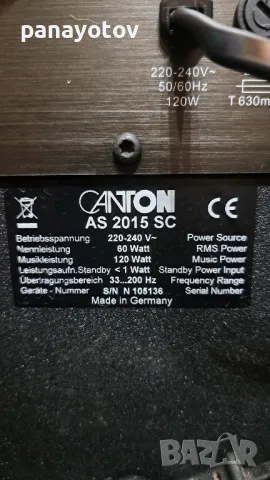 panayotov
220-240V~
50/60Hz
120W
T 630m
CANTON
AS 2015 SC
CE
Betriebsspannung 220-240 V~ Power Source
Nennleistung 60 Watt RMS Power
Musikleistung 120 Watt Music Power
Leistungsaufn. Standby < 1 Watt Standby Power Input
Übertragungsbereich 33...200 Hz Frequency Range
Geräte - Nummer S/N N 105136 Serial Number
Made in Germany
bazar